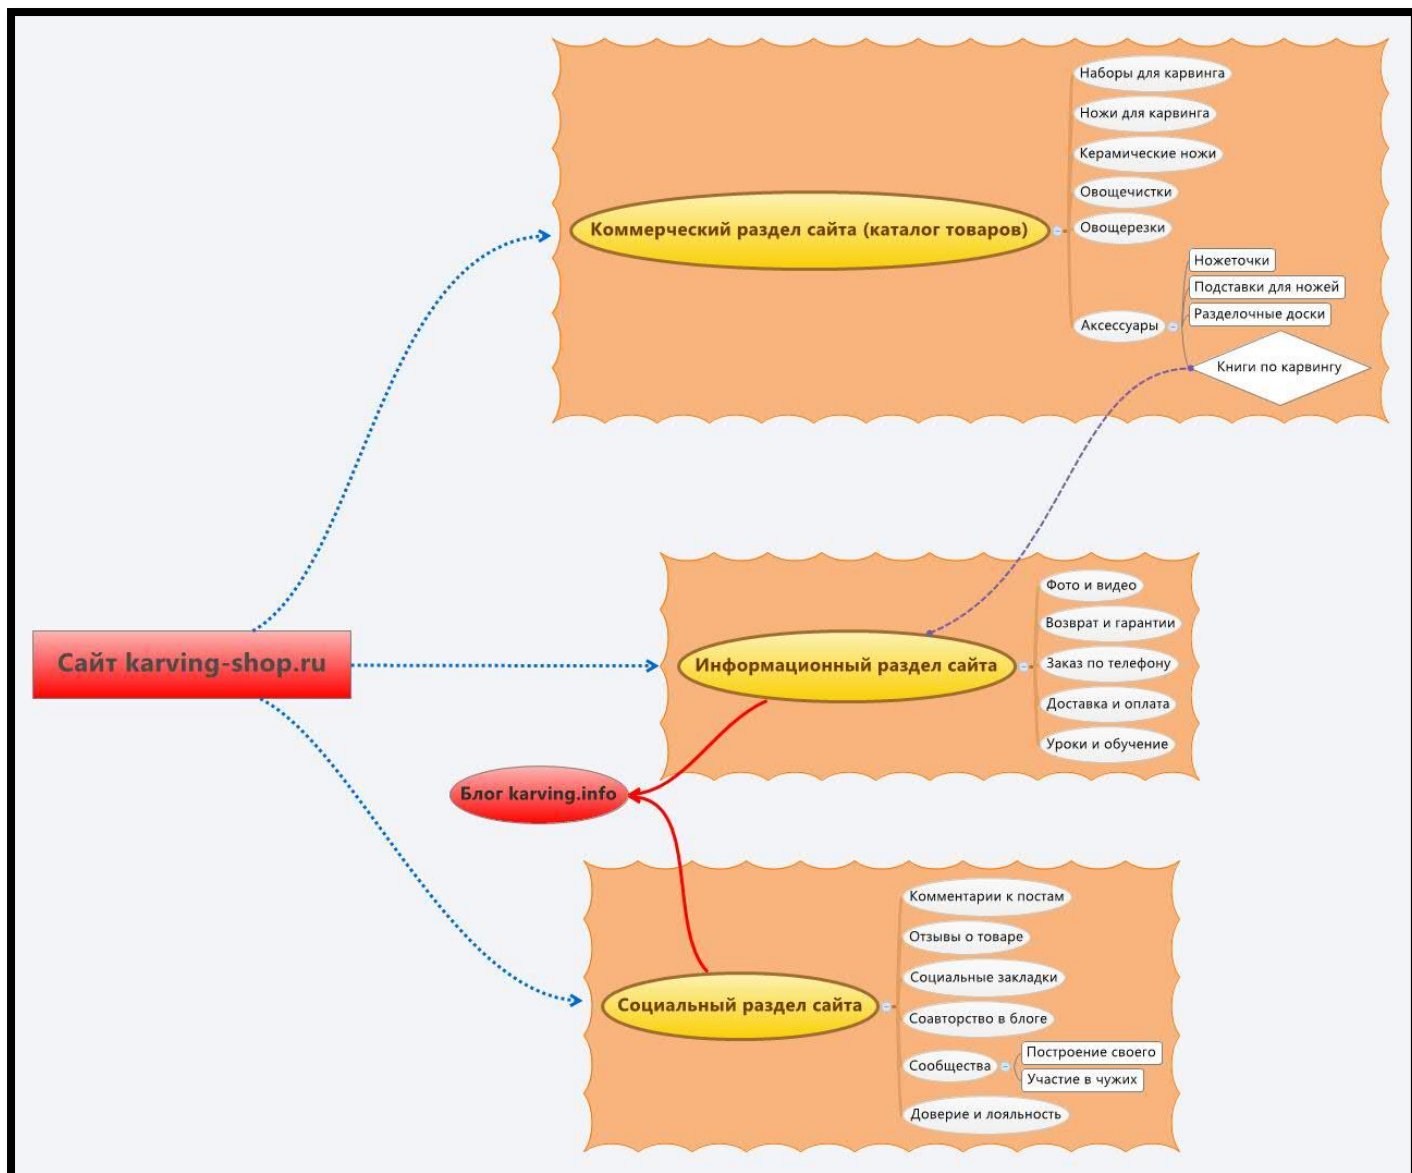 Наборы для карвинга
Ножи для карвинга
Керамические ножи
Овощечистки
Коммерческий раздел сайта (каталог товаров)
Овощерезки
Ножеточки
Подставки для ножей
Разделочные доски
Аксессуары
Книги по карвингу
Фото и видео
Возврат и гарантии
Сайт karving-shop.ru
Информационный раздел сайта
Заказ по телефону
Доставка и оплата
Уроки и обучение
Блог karving.info
Комментарии к постам
Отзывы о товаре
Социальные закладки
Социальный раздел сайта
Соавторство в блоге
Сообщества
Построение своего
Участие в чужих
Доверие и лояльность